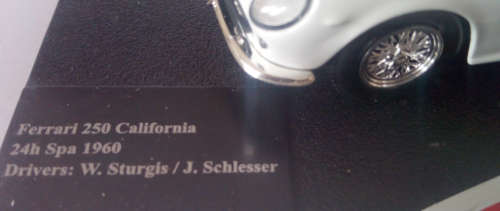 Ferrari 250 California
24h Spa 1960
Drivers: W. Sturgis / J. Schlesser